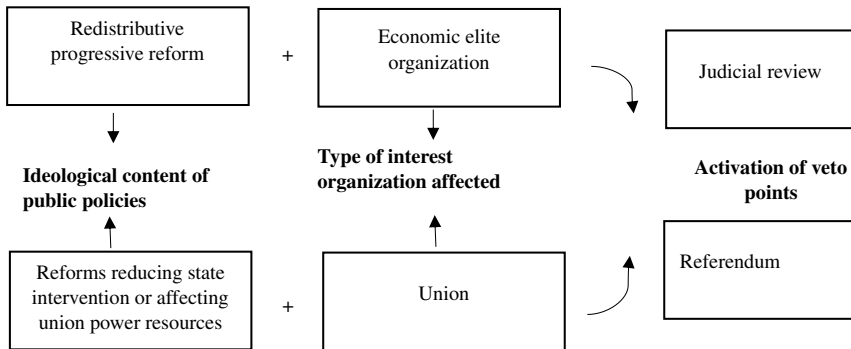 Redistributive
progressive reform
+
Economic elite
organization
Judicial review
Ideological content of
public policies
Type of interest
organization affected
Activation of veto
points
Reforms reducing state
intervention or affecting
union power resources
+
Union
Referendum